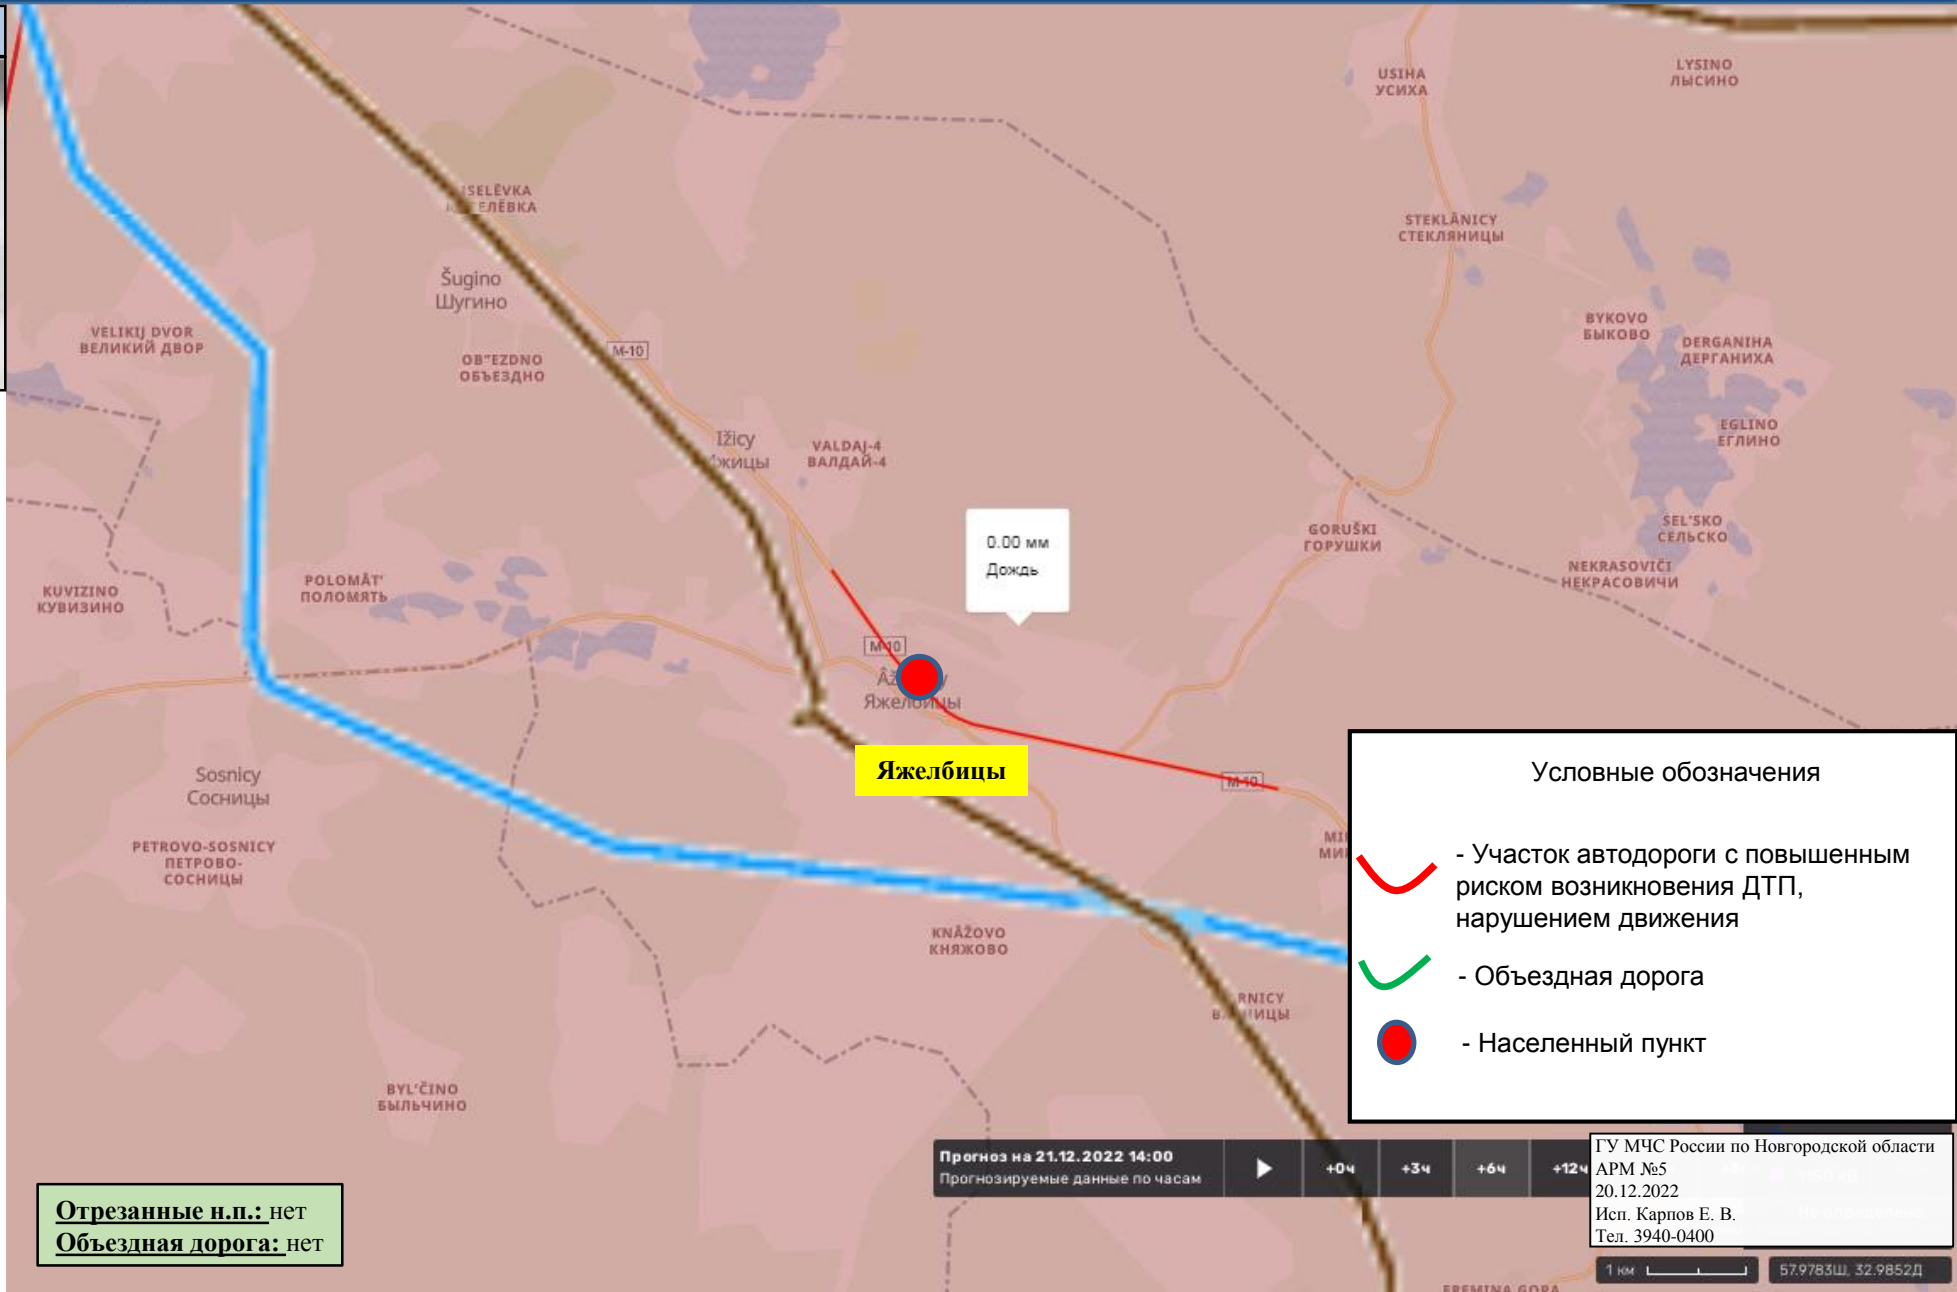 USIHA
УСИХА
LYSINO
ЛЫСИНО
STEKLÂNICY
СТЕКЛЯНИЦЫ
Šugino
Шугино
VELIKIJ DVOR
ВЕЛИКИЙ ДВОР
OB"EZDNO
ОБЪЕЗДНО
M-10
BYKOVO
БЫКОВО
DERGANIHA
ДЕРГАНИХА
EGLINO
ЕГЛИНО
Ižicy
VALDAJ-4
ВАЛДАЙ-4
0.00 мм
Дождь
GORUŠKI
ГОРУШКИ
SEL'SKO
СЕЛЬСКО
NEKRASOVIČI
НЕКРАСОВИЧИ
KUVIZINO
КУВИЗИНО
POLOMÂT'
ПОЛОМЯТЬ
M-10
Яжелбицы
Яжелбицы
M-10
Sosnicy
Сосницы
PETROVO-SOSNICY
ПЕТРОВО-
СОСНИЦЫ
KNÂŽOVO
КНЯЖОВО
BYL'ČINO
БЫЛЬЧИНО
Условные обозначения
- Участок автодороги с повышенным
риском возникновения ДТП,
нарушением движения
- Объездная дорога
- Населенный пункт
Прогноз на 21.12.2022 14:00
Прогнозируемые данные по часам
+0ч
+3ч
+6ч
+12ч
ГУ МЧС России по Новгородской области
АРМ №5
20.12.2022
Исп. Карпов Е. В.
Тел. 3940-0400
Отрезанные н.п.: нет
Объездная дорога: нет
1 км
57.9783Ш, 32.9852Д